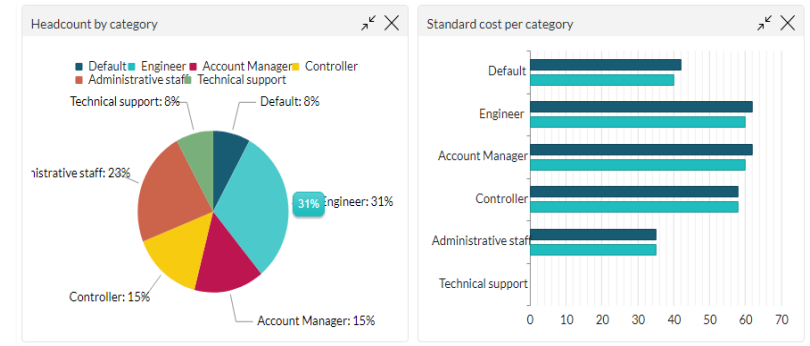 Headcount by category
Default Engineer Account Manager Controller
Administrative staff Technical support
Technical support: 8%
Default: 8%
nistrative staff: 23%
31%
Engineer: 31%
Controller: 15%
Account Manager: 15%
Standard cost per category
Default
Engineer
Account Manager
Controller
Administrative staff
Technical support
0 10 20 30 40 50 60 70